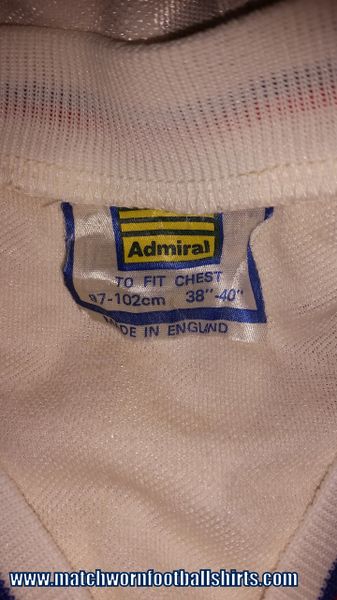 Admiral
TO FIT CHEST
97-102cm 38"-40"
MADE IN ENGLAND
www.matchwornfootballshirts.com